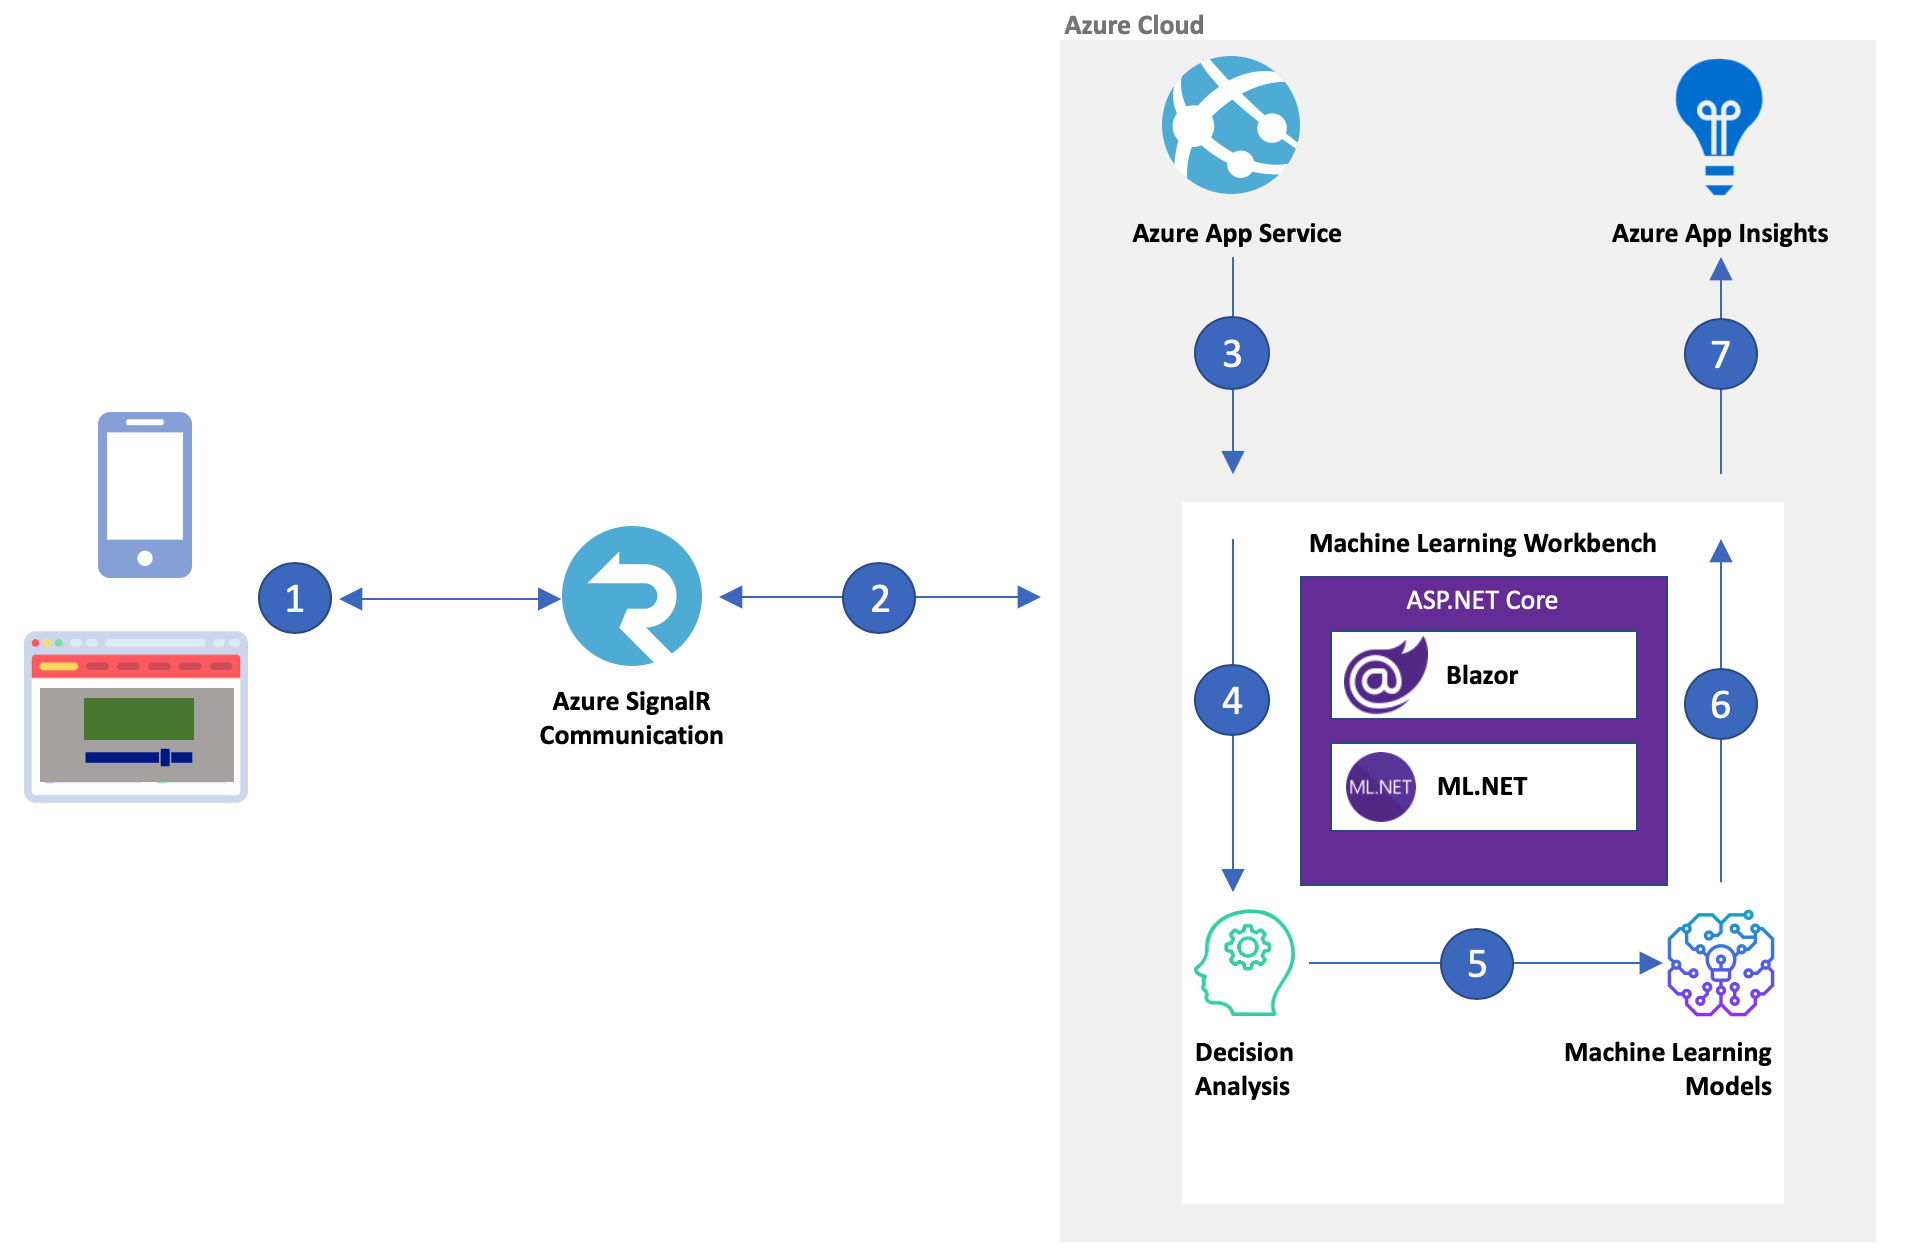 Azure Cloud
Azure App Service
Azure App Insights
3
7
1
Azure SignalR
Communication
2
Machine Learning Workbench
ASP.NET Core
Blazor
ML.NET
ML.NET
4
6
5
Decision
Analysis
Machine Learning
Models